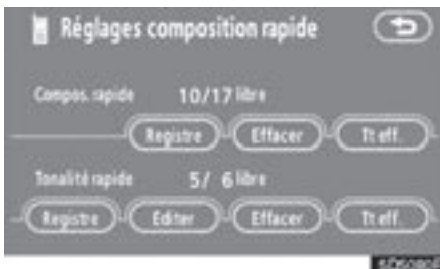 Réglages composition rapide
Compos. rapide 10/17 libre
Registre Effacer Tt eff.
Tonalité rapide 5/ 6 libre
Registre Éditer Effacer Tt eff.